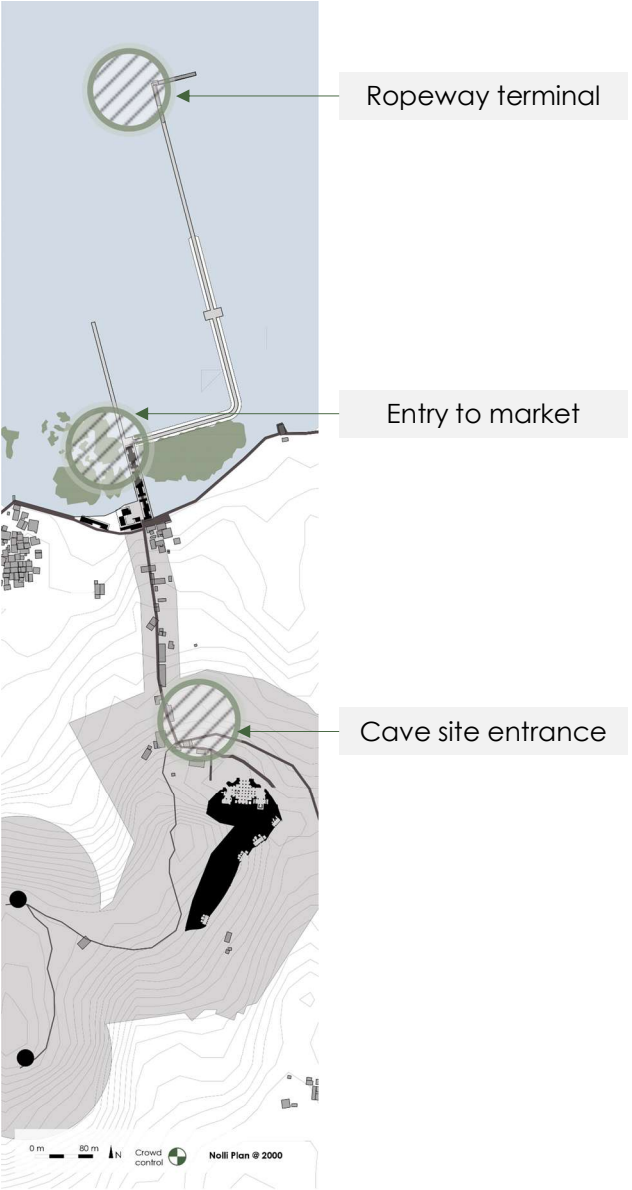 Ropeway terminal
Entry to market
Cave site entrance
0 m 80 m N Crowd control Nolli Plan @ 2000